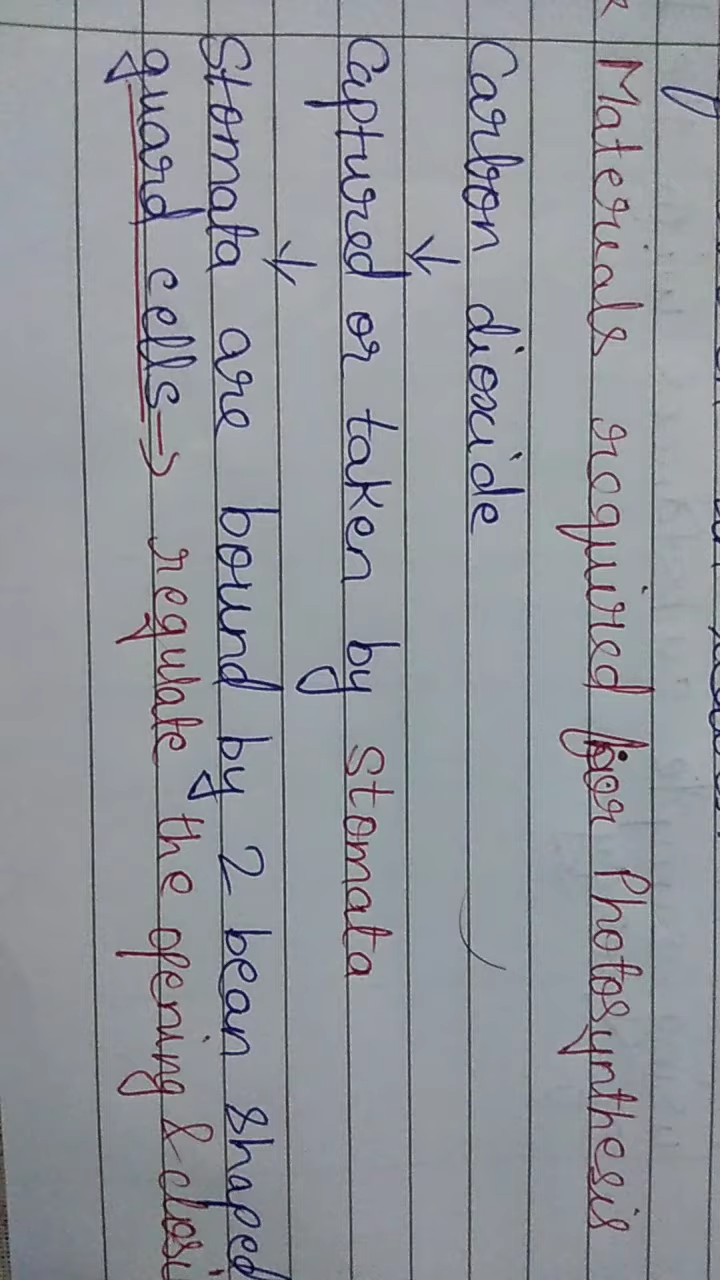 Materials required for Photosynthesis
Carbon dioxide
↓
Captured or taken by stomata
↓
Stomata are bound by 2 bean shaped
guard cells → regulate the opening &